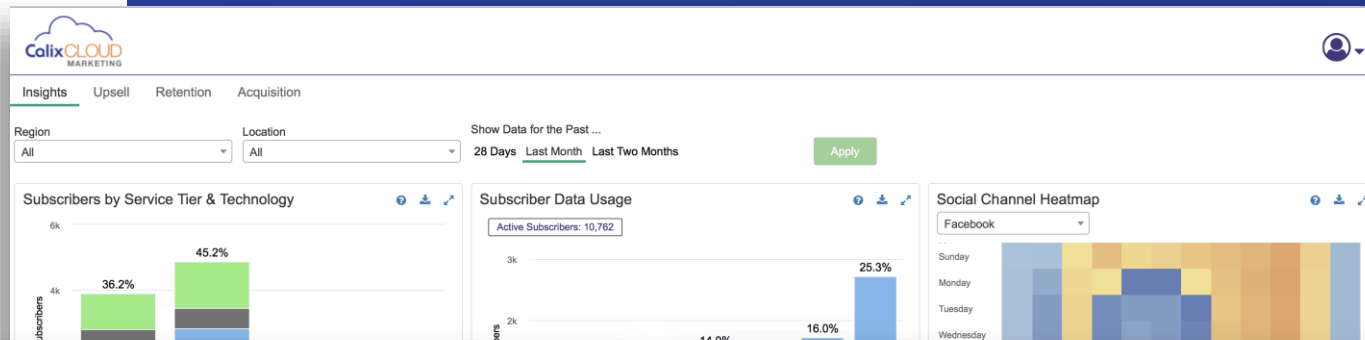 CalixCLOUD
MARKETING
Insights Upsell Retention Acquisition
Region
All
Location
All
Show Data for the Past ...
28 Days Last Month Last Two Months
Apply
Subscribers by Service Tier & Technology
6k
4k
36.2%
45.2%
Subscriber Data Usage
Active Subscribers: 10,762
3k
2k
16.0%
25.3%
Social Channel Heatmap
Facebook
Sunday
Monday
Tuesday
Wednesday